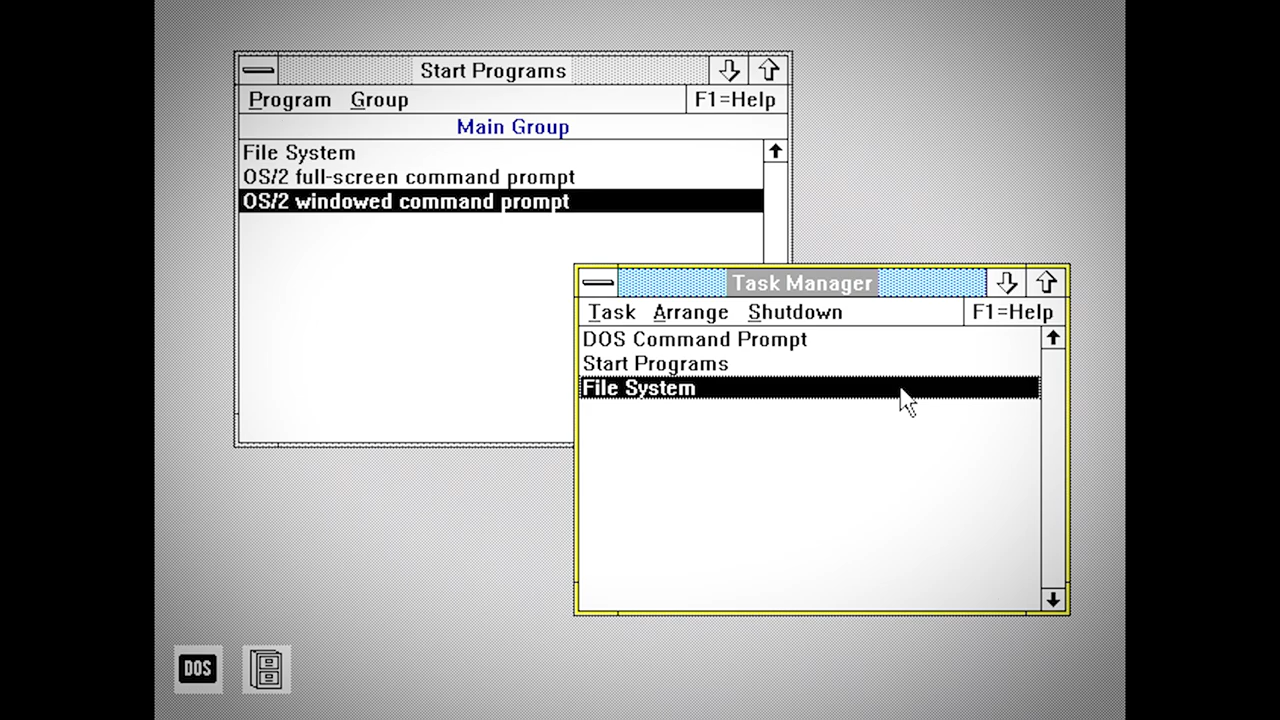 Start Programs
Program Group F1=Help
Main Group
File System
OS/2 full-screen command prompt
OS/2 windowed command prompt
Task Manager
Task Arrange Shutdown F1=Help
DOS Command Prompt
Start Programs
File System
DOS